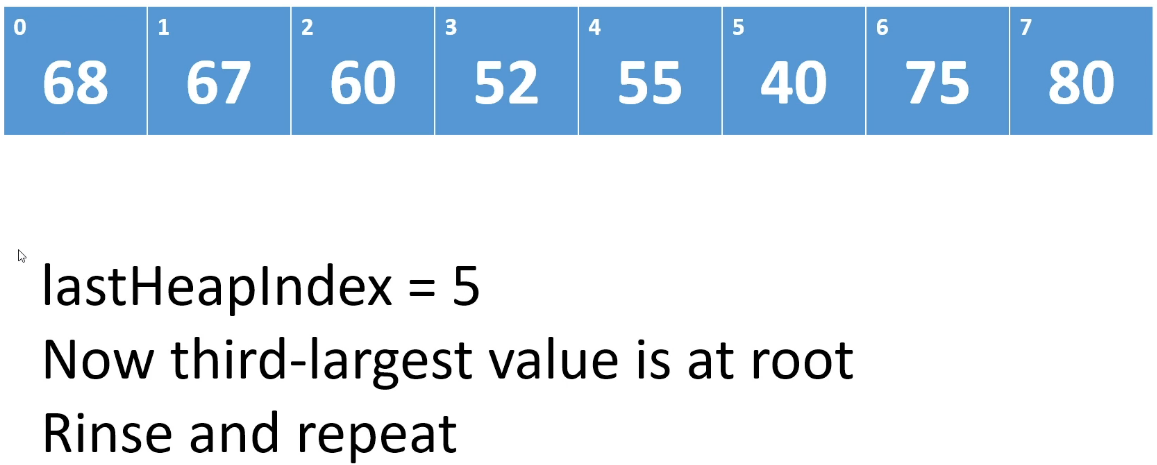 0 1 2 3 4 5 6 7
68 67 60 52 55 40 75 80
lastHeapIndex = 5
Now third-largest value is at root
Rinse and repeat